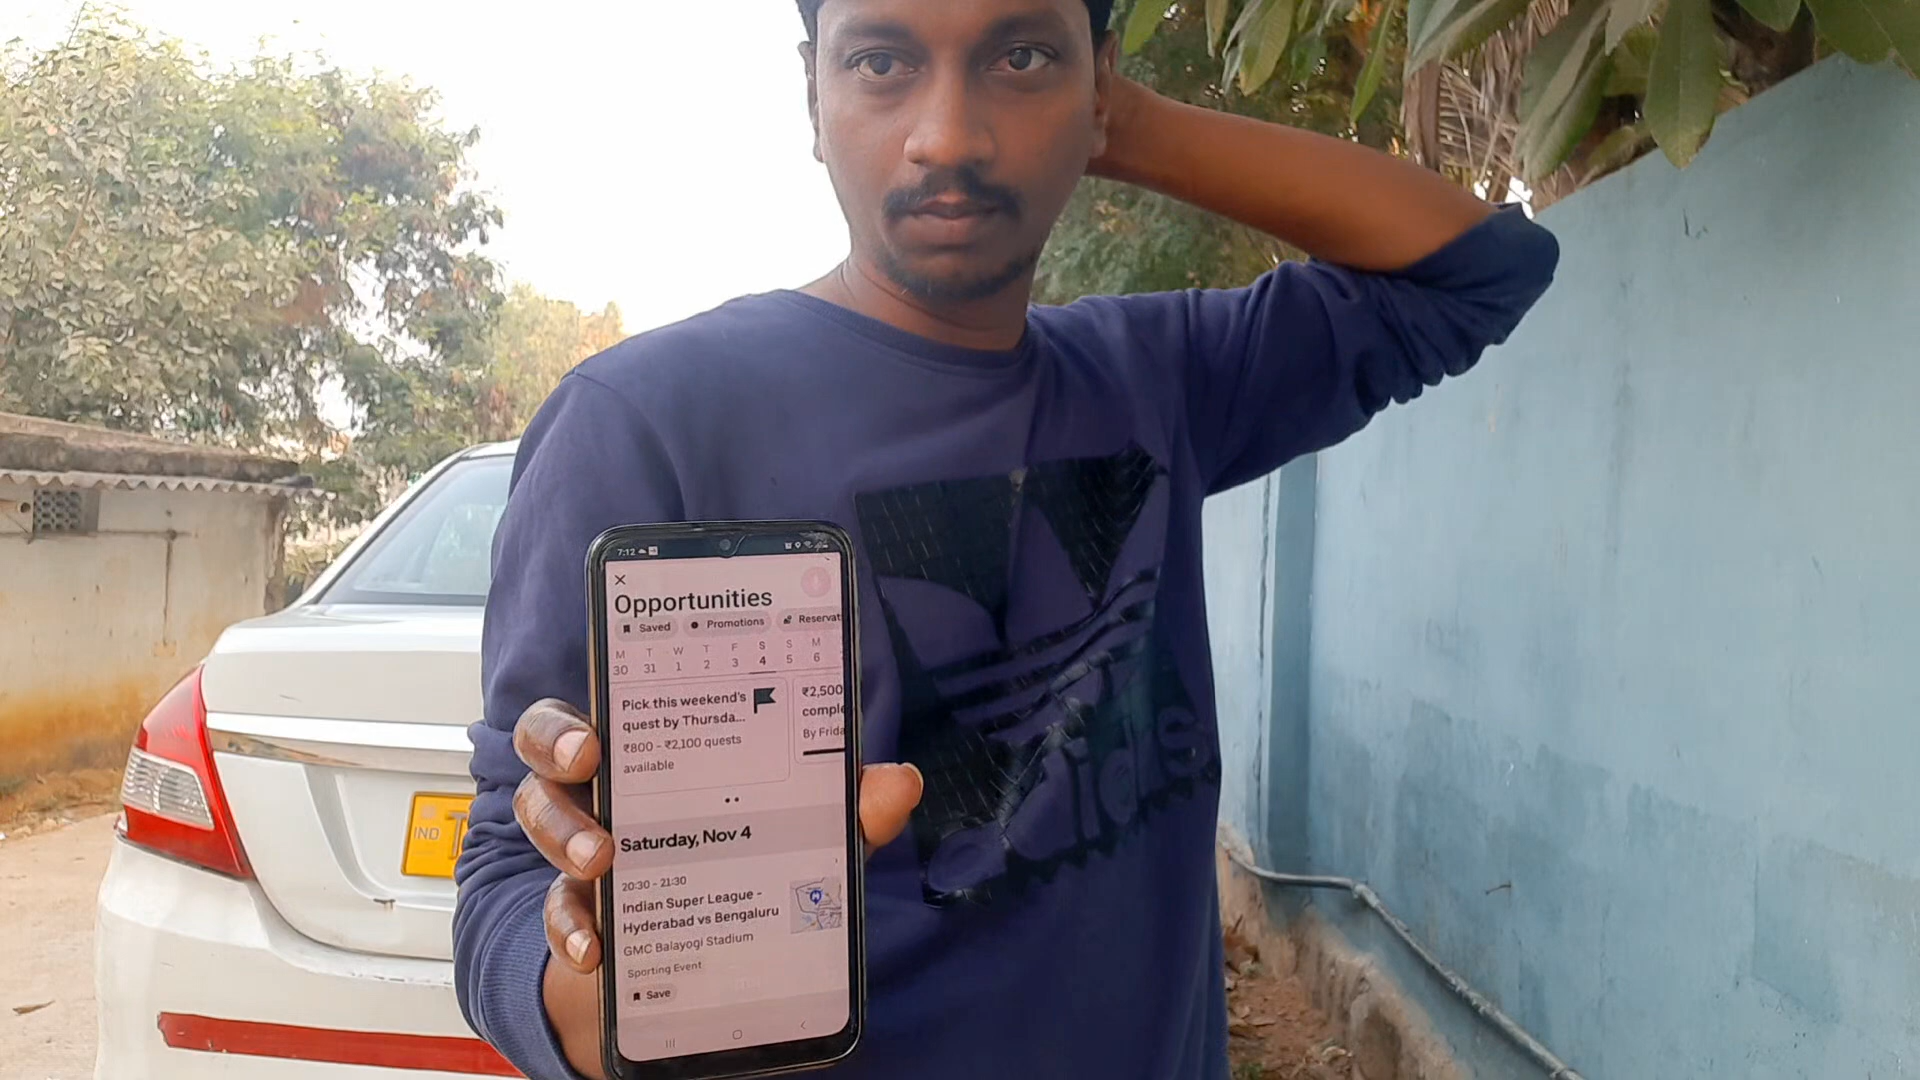 7:12
Opportunities
Saved
Promotions
Reservat
M T W T F S S M
30 31 1 2 3 4 5 6
Pick this weekend's
quest by Thursda...
₹800 - ₹2,100 quests
available
₹2,500
comple
By Frida
Saturday, Nov 4
20:30 - 21:30
Indian Super League -
Hyderabad vs Bengaluru
GMC Balayogi Stadium
Sporting Event
Save
IND T
adidas